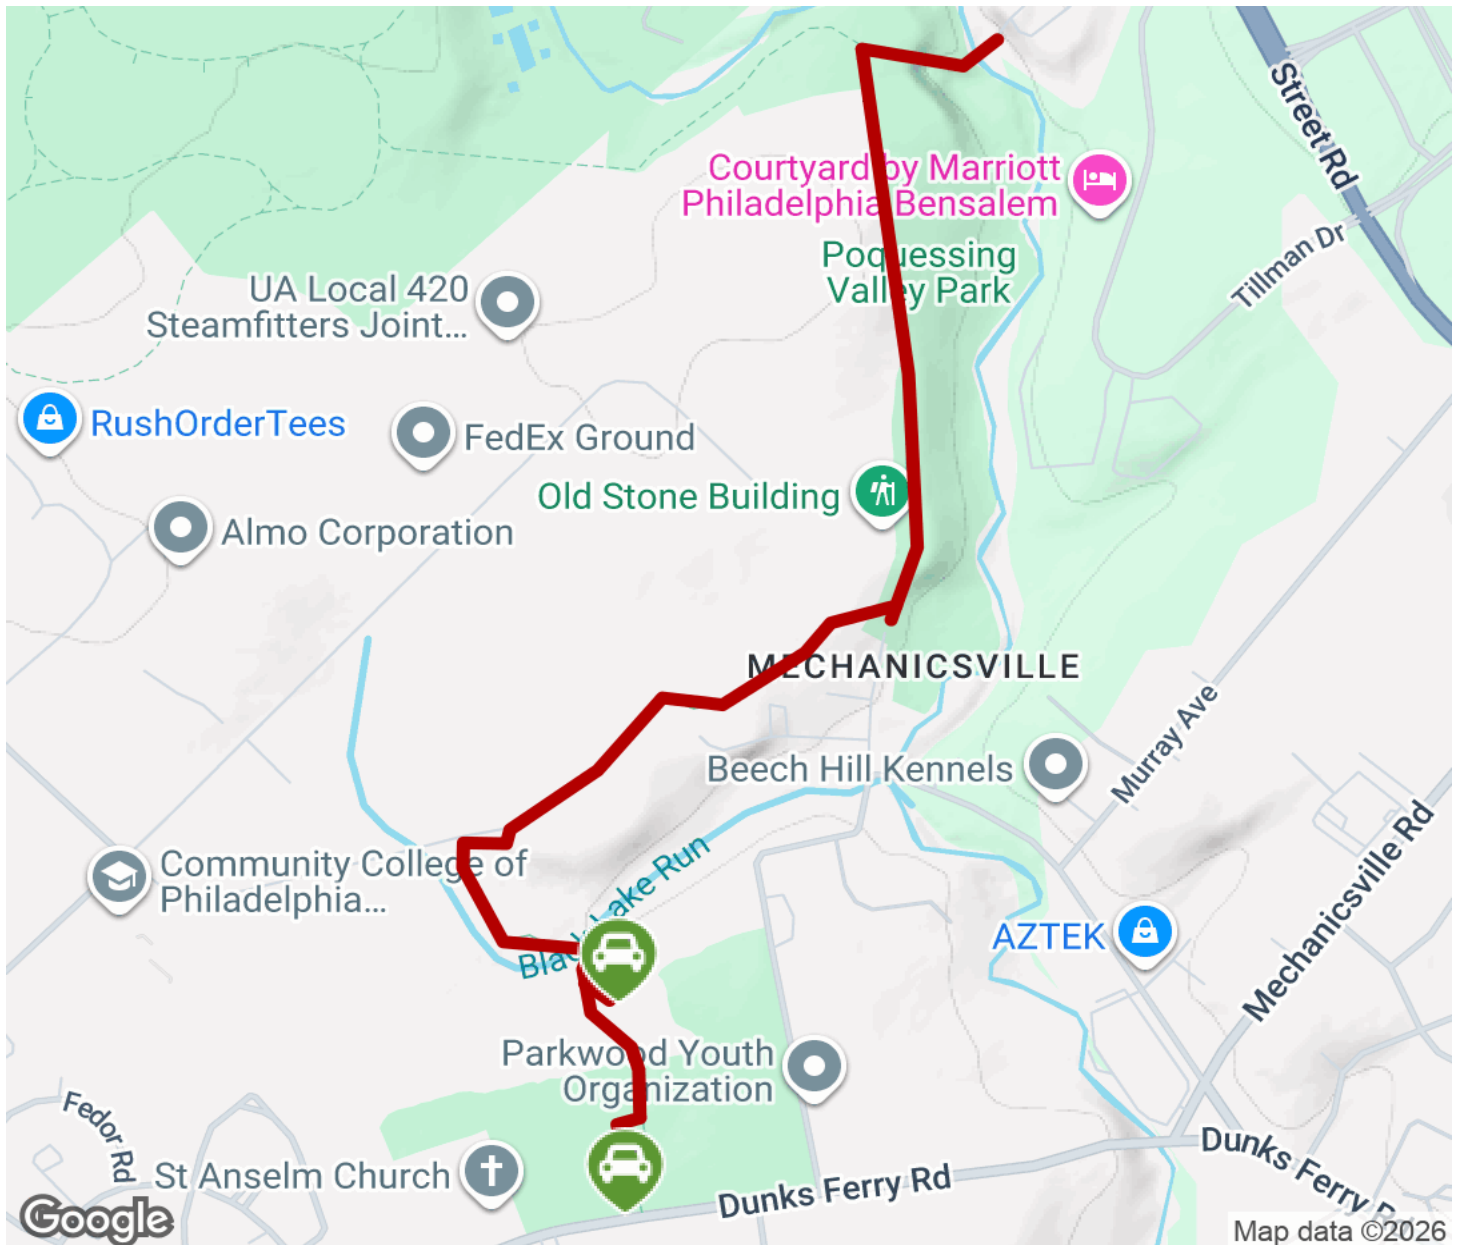 Street Rd
Courtyard by Marriott
Philadelphia Bensalem
Poquessing
Valley Park
Tillman Dr
UA Local 420
Steamfitters Joint...
RushOrderTees
FedEx Ground
Old Stone Building
Almo Corporation
MECHANICSVILLE
Murray Ave
Beech Hill Kennels
Mechanicsville Rd
Community College of
Philadelphia...
Black Lake Run
AZTEK
Parkwood Youth
Organization
Fedor Rd
St Anselm Church
Dunks Ferry Rd
Dunks Ferry Rd
Google
Map data ©2026